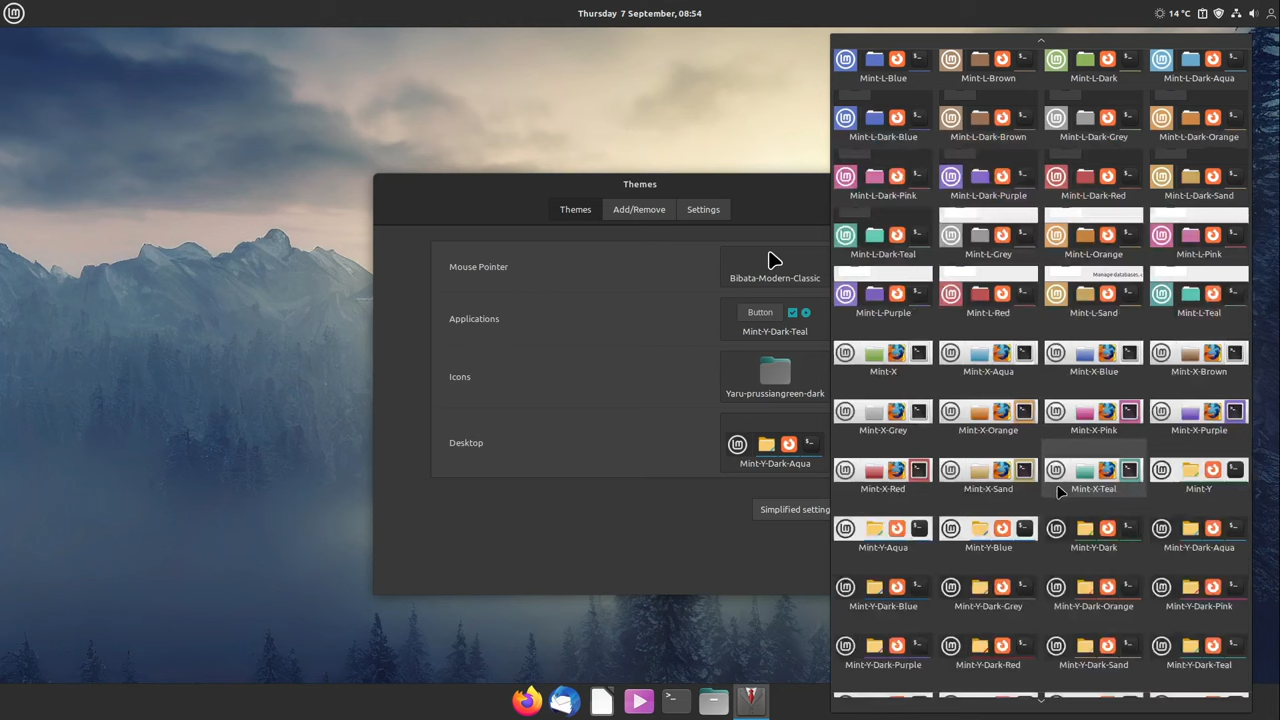 Thursday 7 September, 08:54
14 °C
Themes
Themes Add/Remove Settings
Mouse Pointer
Bibata-Modern-Classic
Applications
Button
Mint-Y-Dark-Teal
Icons
Yaru-prussiangreen-dark
Desktop
Mint-Y-Dark-Aqua
Simplified setting
Mint-L-Blue Mint-L-Brown Mint-L-Dark Mint-L-Dark-Aqua
Mint-L-Dark-Blue Mint-L-Dark-Brown Mint-L-Dark-Grey Mint-L-Dark-Orange
Mint-L-Dark-Pink Mint-L-Dark-Purple Mint-L-Dark-Red Mint-L-Dark-Sand
Mint-L-Dark-Teal Mint-L-Grey Mint-L-Orange Mint-L-Pink
Manage databases,
Mint-L-Purple Mint-L-Red Mint-L-Sand Mint-L-Teal
Mint-X Mint-X-Aqua Mint-X-Blue Mint-X-Brown
Mint-X-Grey Mint-X-Orange Mint-X-Pink Mint-X-Purple
Mint-X-Red Mint-X-Sand Mint-X-Teal Mint-Y
Mint-Y-Aqua Mint-Y-Blue Mint-Y-Dark Mint-Y-Dark-Aqua
Mint-Y-Dark-Blue Mint-Y-Dark-Grey Mint-Y-Dark-Orange Mint-Y-Dark-Pink
Mint-Y-Dark-Purple Mint-Y-Dark-Red Mint-Y-Dark-Sand Mint-Y-Dark-Teal